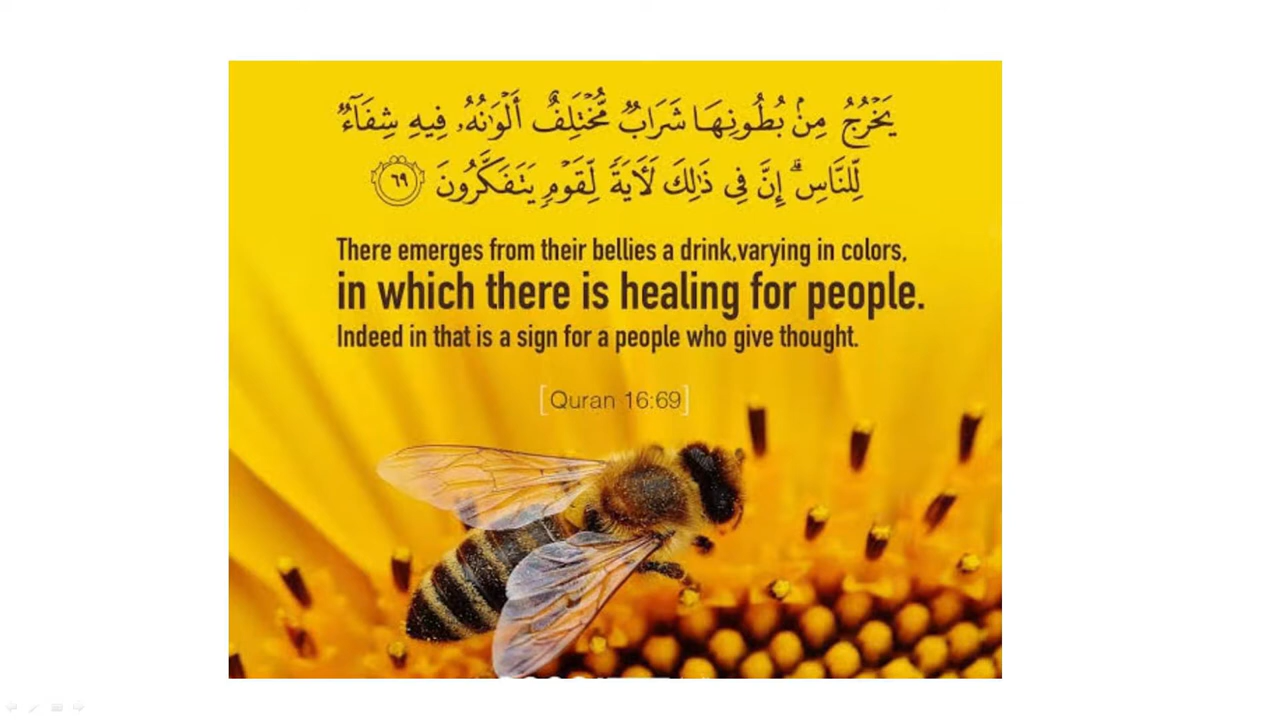 يَخْرُجُ مِنۢ بُطُونِهَا شَرَابٌ مُّخْتَلِفٌ أَلْوَٰنُهُۥ فِيهِ شِفَآءٌ
لِّلنَّاسِ ۗ إِنَّ فِى ذَٰلِكَ لَـَٔايَةً لِّقَوْمٍ يَتَفَكَّرُونَ ٦٩
There emerges from their bellies a drink,varying in colors,
in which there is healing for people.
Indeed in that is a sign for a people who give thought.
[Quran 16:69]